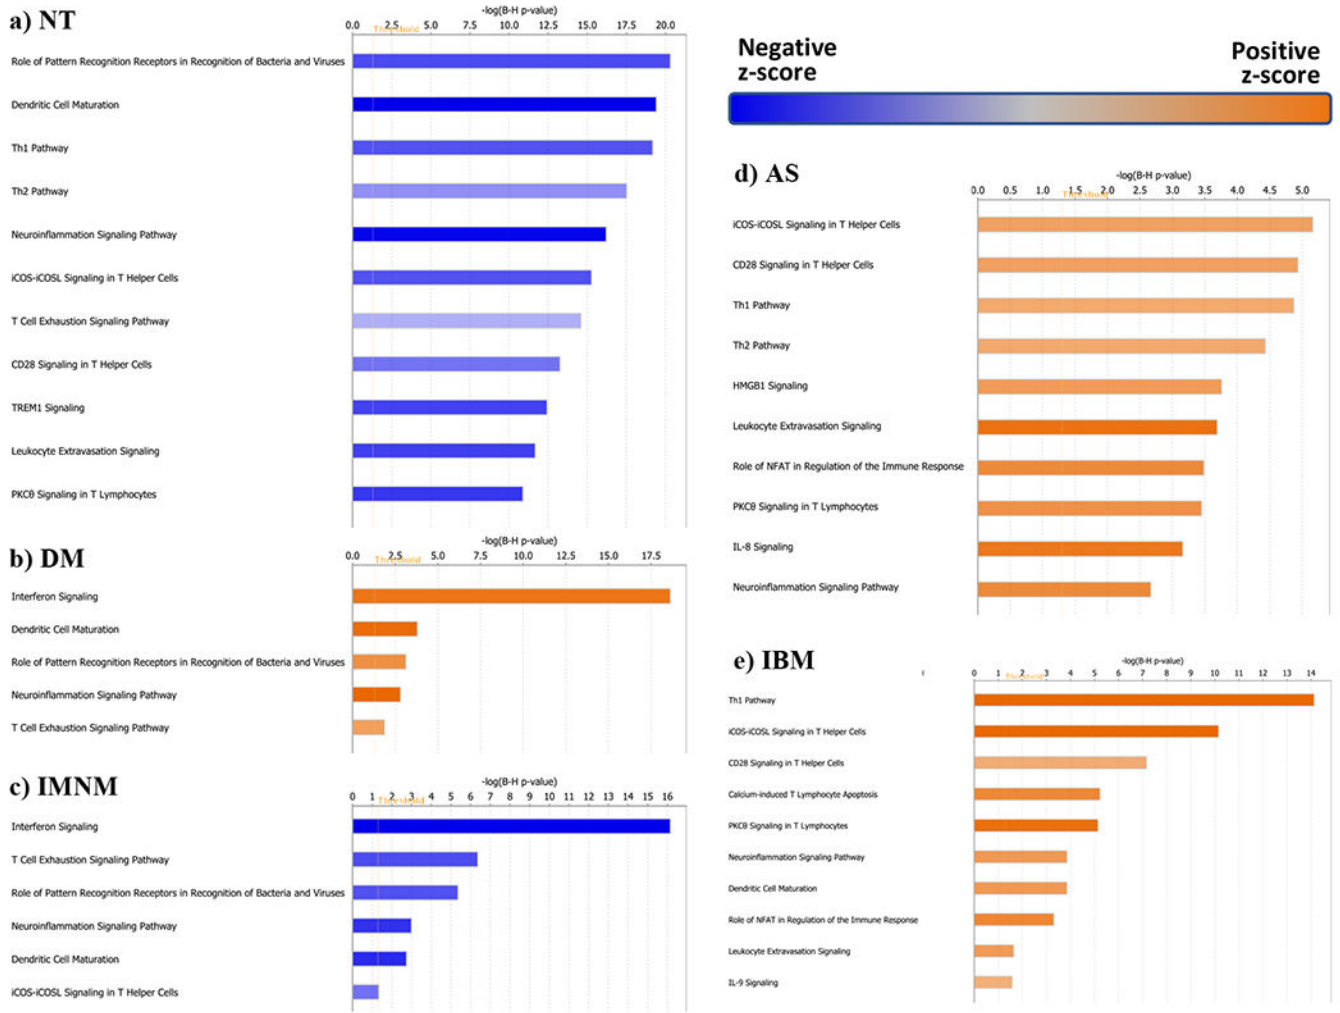 a) NT
-log(B-H p-value)
0.0 2.5 5.0 7.5 10.0 12.5 15.0 17.5 20.0
Threshold
Role of Pattern Recognition Receptors in Recognition of Bacteria and Viruses
Dendritic Cell Maturation
Th1 Pathway
Th2 Pathway
Neuroinflammation Signaling Pathway
iCOS-iCOSL Signaling in T Helper Cells
T Cell Exhaustion Signaling Pathway
CD28 Signaling in T Helper Cells
TREM1 Signaling
Leukocyte Extravasation Signaling
PKCθ Signaling in T Lymphocytes
b) DM
-log(B-H p-value)
0.0 2.5 5.0 7.5 10.0 12.5 15.0 17.5
Threshold
Interferon Signaling
Dendritic Cell Maturation
Role of Pattern Recognition Receptors in Recognition of Bacteria and Viruses
Neuroinflammation Signaling Pathway
T Cell Exhaustion Signaling Pathway
c) IMNM
-log(B-H p-value)
0 1 2 3 4 5 6 7 8 9 10 11 12 13 14 15 16
Threshold
Interferon Signaling
T Cell Exhaustion Signaling Pathway
Role of Pattern Recognition Receptors in Recognition of Bacteria and Viruses
Neuroinflammation Signaling Pathway
Dendritic Cell Maturation
iCOS-iCOSL Signaling in T Helper Cells
Negative
z-score
Positive
z-score
d) AS
-log(B-H p-value)
0.0 0.5 1.0 1.5 2.0 2.5 3.0 3.5 4.0 4.5 5.0
Threshold
iCOS-iCOSL Signaling in T Helper Cells
CD28 Signaling in T Helper Cells
Th1 Pathway
Th2 Pathway
HMGB1 Signaling
Leukocyte Extravasation Signaling
Role of NFAT in Regulation of the Immune Response
PKCθ Signaling in T Lymphocytes
IL-8 Signaling
Neuroinflammation Signaling Pathway
e) IBM
-log(B-H p-value)
0 1 2 3 4 5 6 7 8 9 10 11 12 13 14
Threshold
Th1 Pathway
iCOS-iCOSL Signaling in T Helper Cells
CD28 Signaling in T Helper Cells
Calcium-induced T Lymphocyte Apoptosis
PKCθ Signaling in T Lymphocytes
Neuroinflammation Signaling Pathway
Dendritic Cell Maturation
Role of NFAT in Regulation of the Immune Response
Leukocyte Extravasation Signaling
IL-9 Signaling